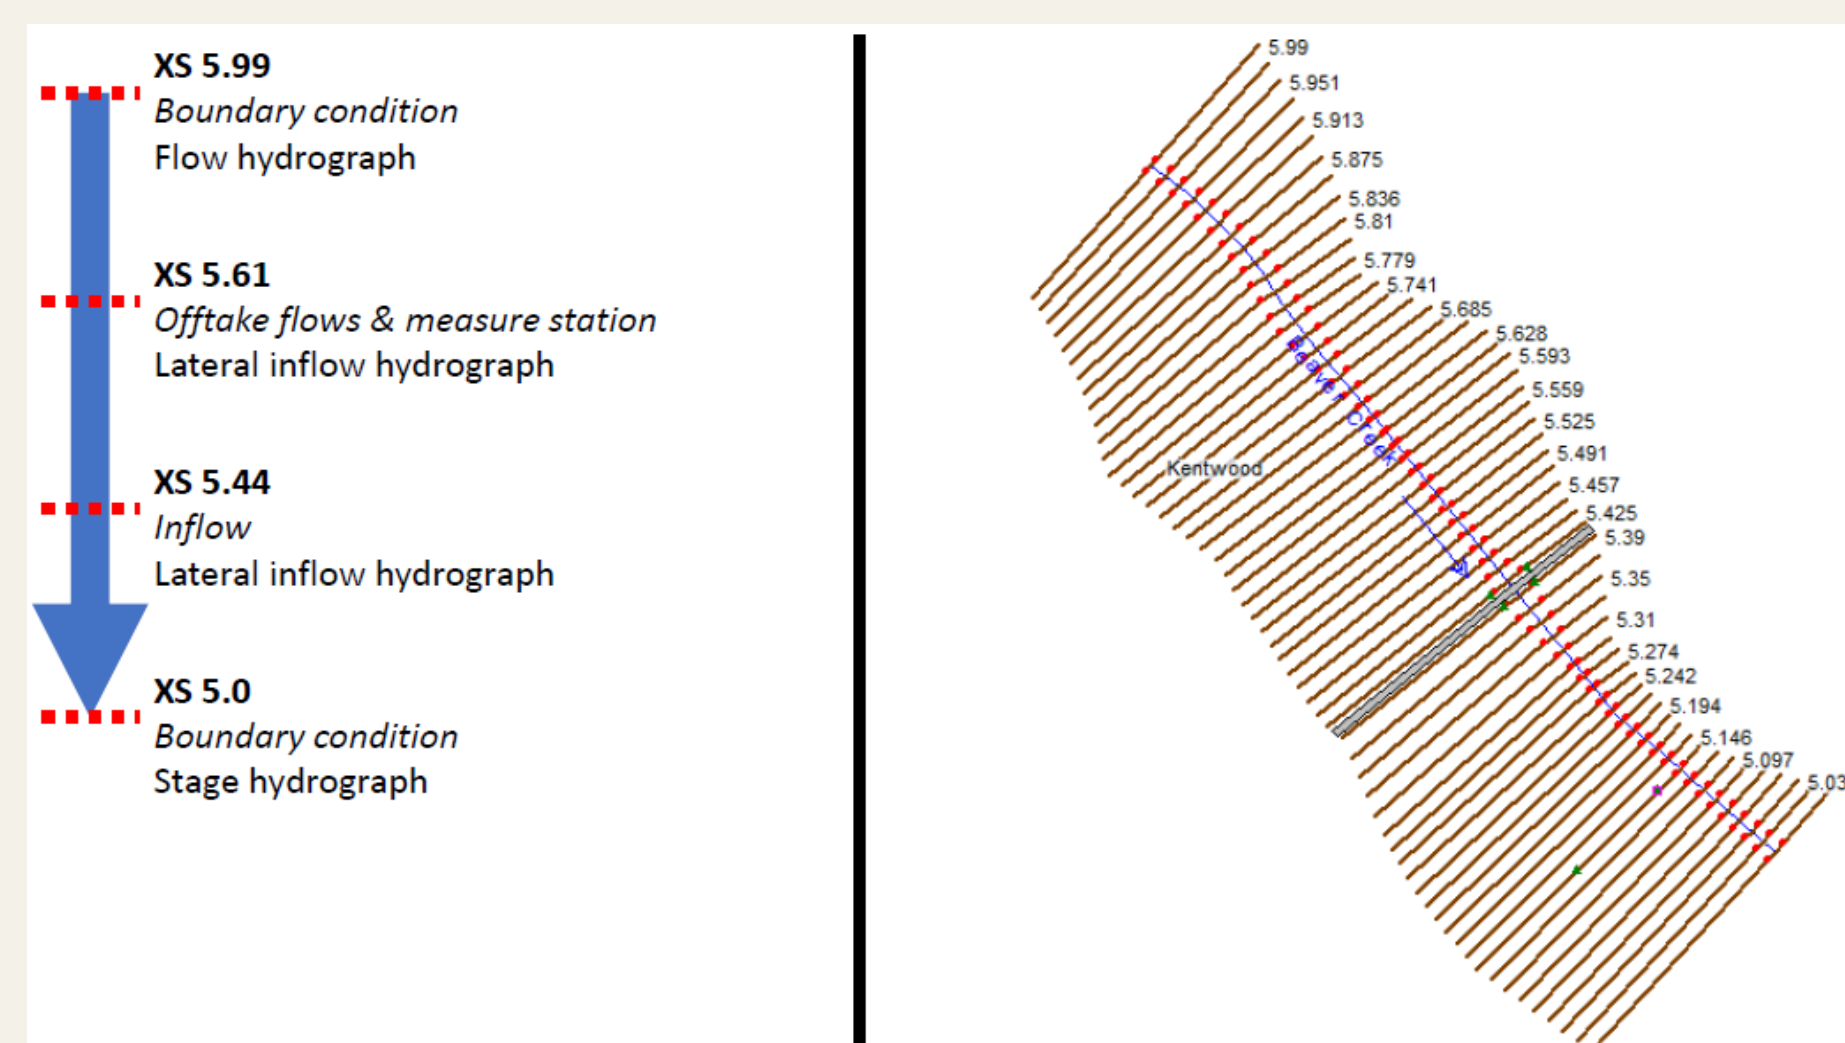 XS 5.99
Boundary condition
Flow hydrograph
XS 5.61
Offtake flows & measure station
Lateral inflow hydrograph
XS 5.44
Inflow
Lateral inflow hydrograph
XS 5.0
Boundary condition
Stage hydrograph
5.99
5.951
5.913
5.875
5.836
5.81
5.779
5.741
5.685
5.628
5.593
5.559
5.525
5.491
5.457
5.425
5.39
5.35
5.31
5.274
5.242
5.194
5.146
5.097
5.03
Beaver Creek
Kentwood